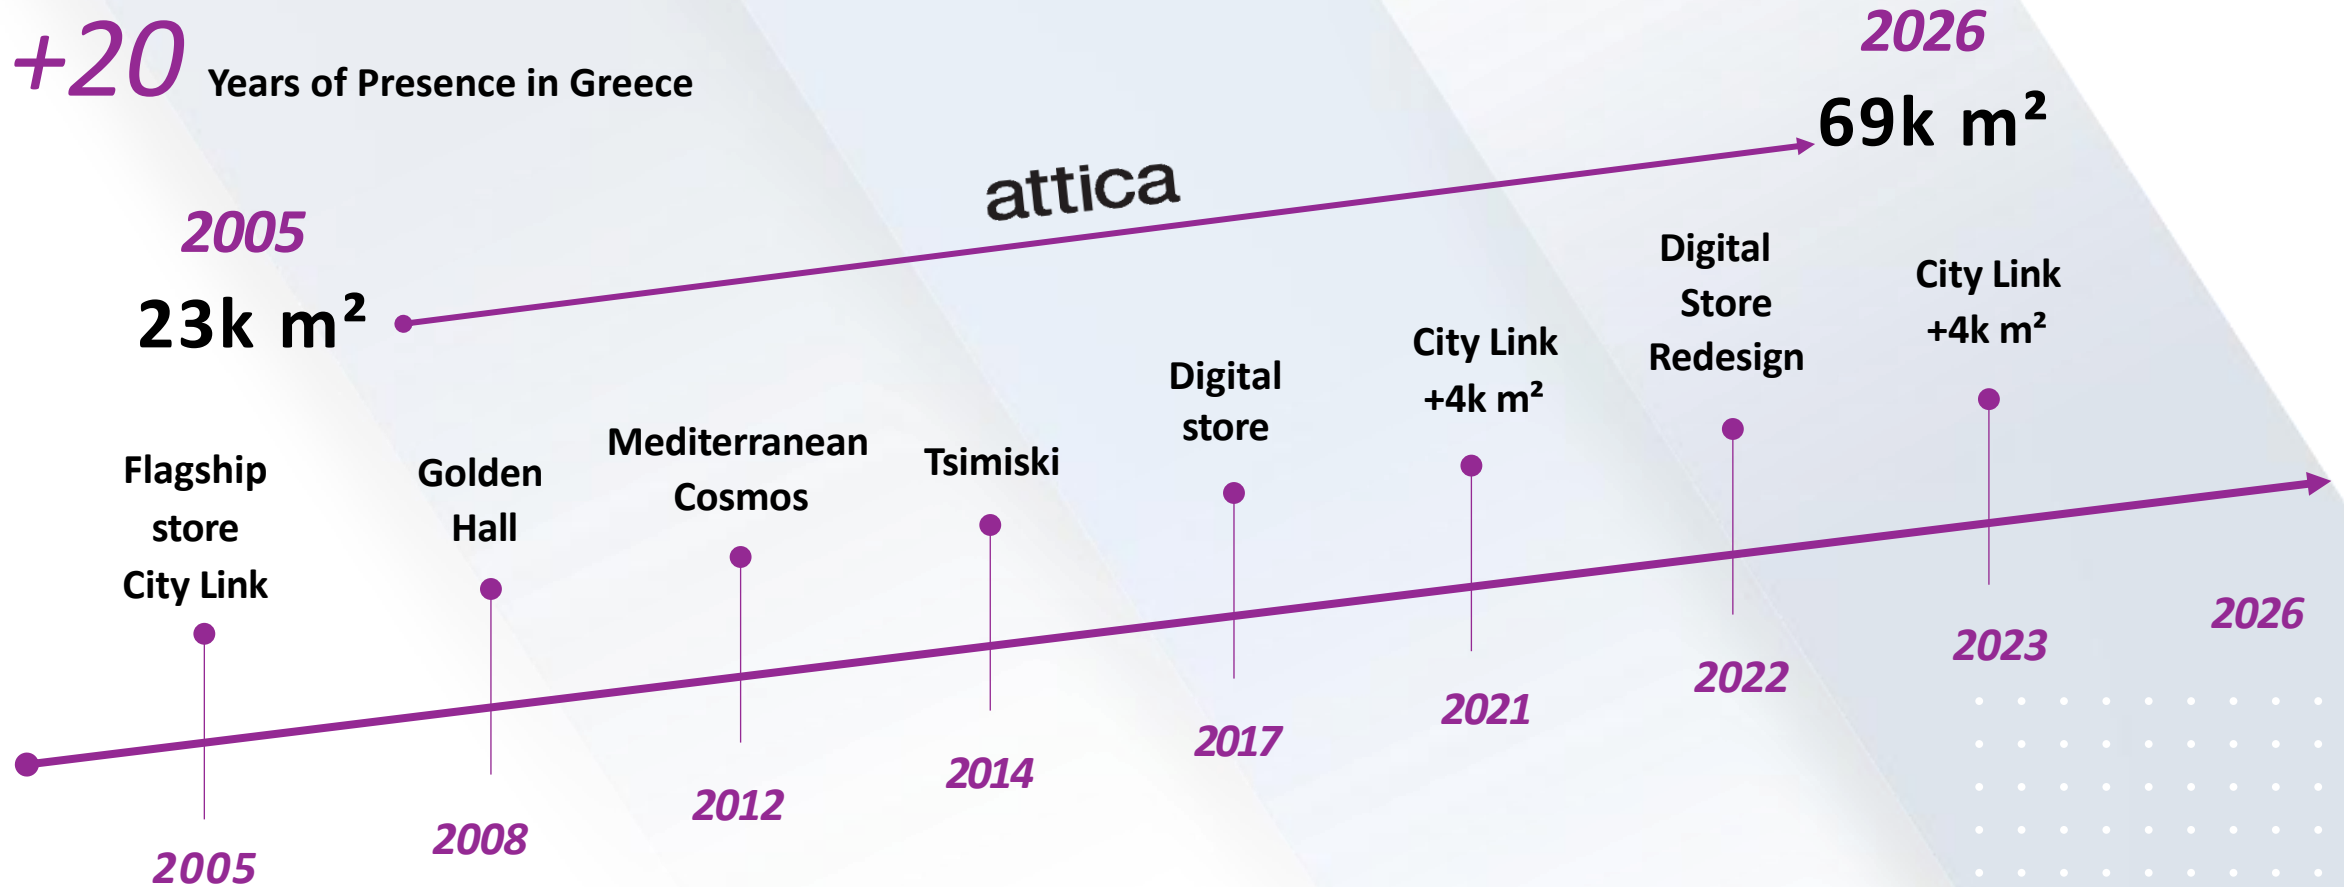 +20 Years of Presence in Greece
2026
69k m²
attica
2005
23k m²
Flagship
store
City Link
2005
Golden
Hall
2008
Mediterranean
Cosmos
2012
Tsimiski
2014
Digital
store
2017
City Link
+4k m²
2021
Digital
Store
Redesign
2022
City Link
+4k m²
2023
2026